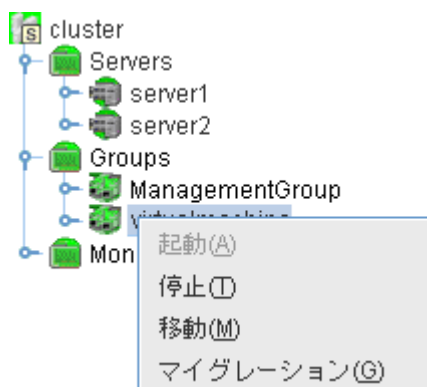 cluster
Servers
server1
server2
Groups
ManagementGroup
Mon
起動(A)
停止(T)
移動(M)
マイグレーション(G)